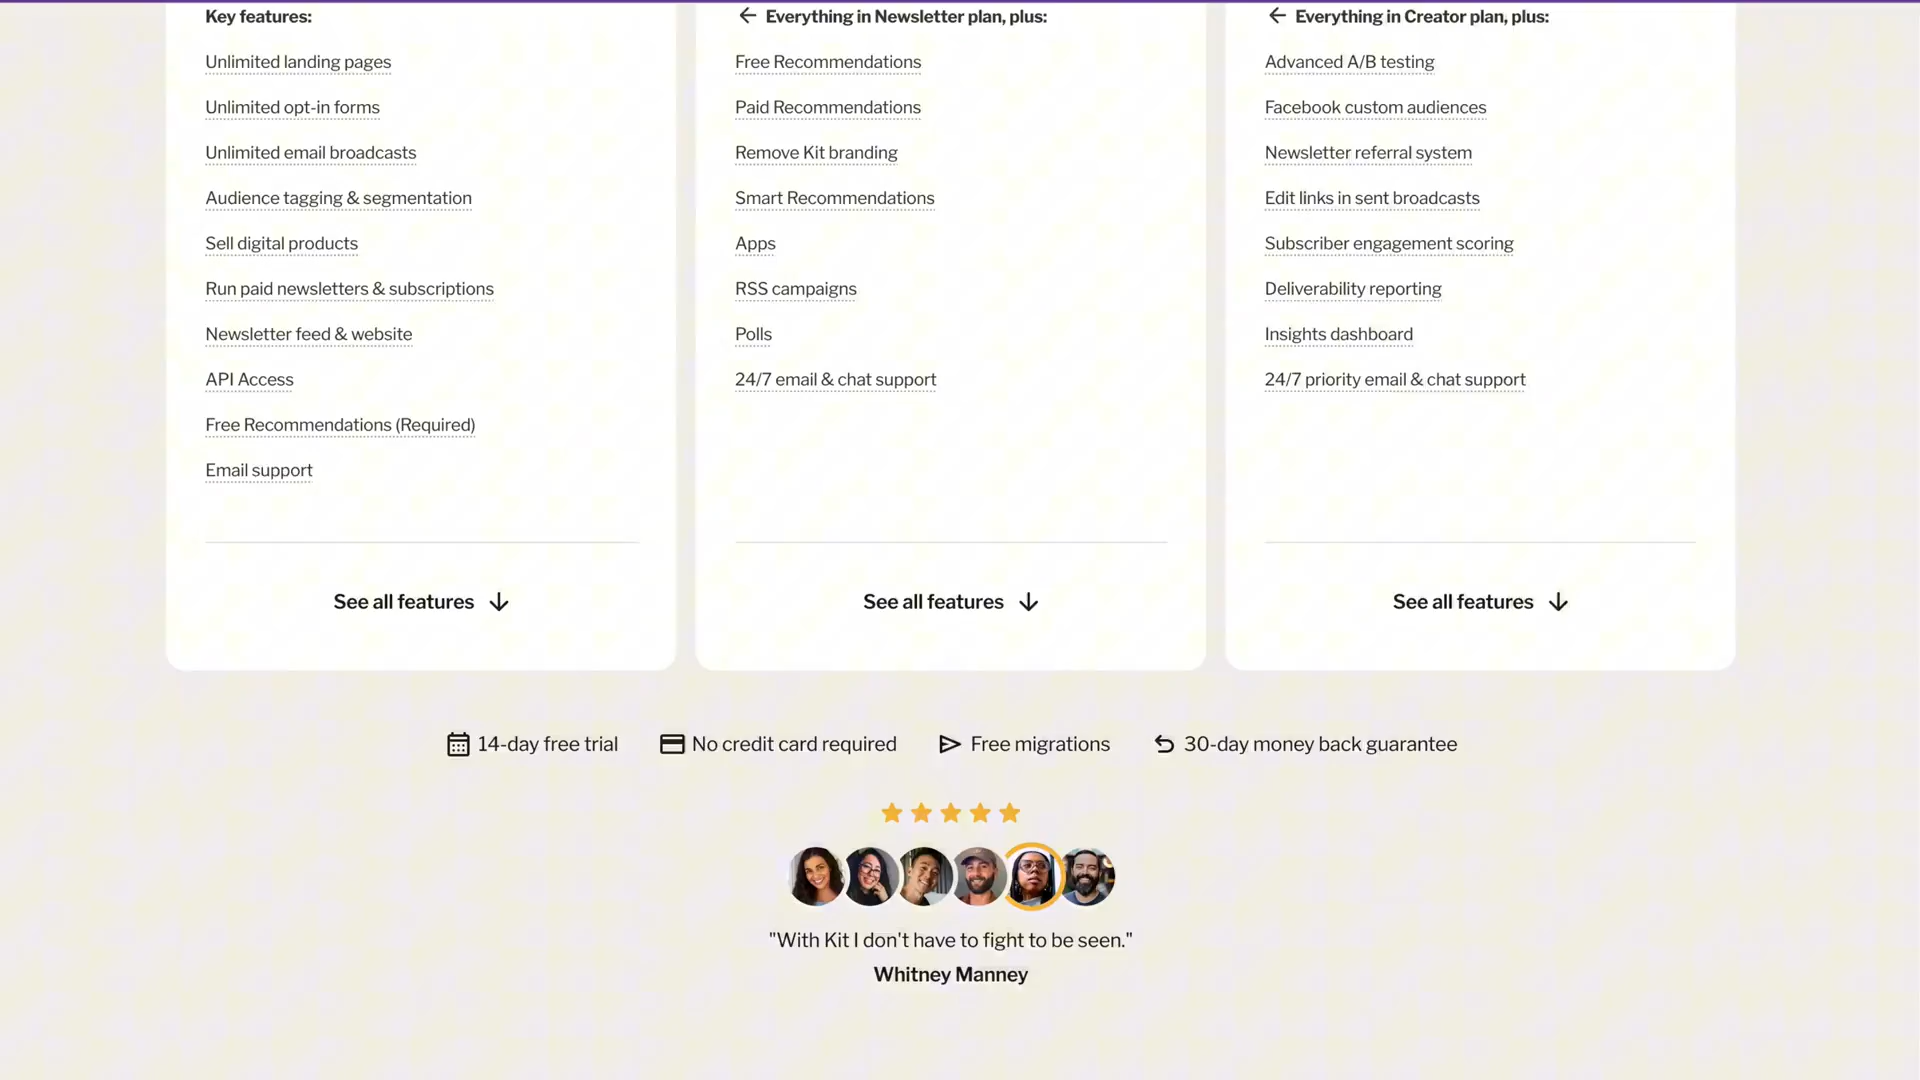 Key features:
Unlimited landing pages
Unlimited opt-in forms
Unlimited email broadcasts
Audience tagging & segmentation
Sell digital products
Run paid newsletters & subscriptions
Newsletter feed & website
API Access
Free Recommendations (Required)
Email support
See all features
Everything in Newsletter plan, plus:
Free Recommendations
Paid Recommendations
Remove Kit branding
Smart Recommendations
Apps
RSS campaigns
Polls
24/7 email & chat support
See all features
Everything in Creator plan, plus:
Advanced A/B testing
Facebook custom audiences
Newsletter referral system
Edit links in sent broadcasts
Subscriber engagement scoring
Deliverability reporting
Insights dashboard
24/7 priority email & chat support
See all features
14-day free trial
No credit card required
Free migrations
30-day money back guarantee
"With Kit I don't have to fight to be seen."
Whitney Manney